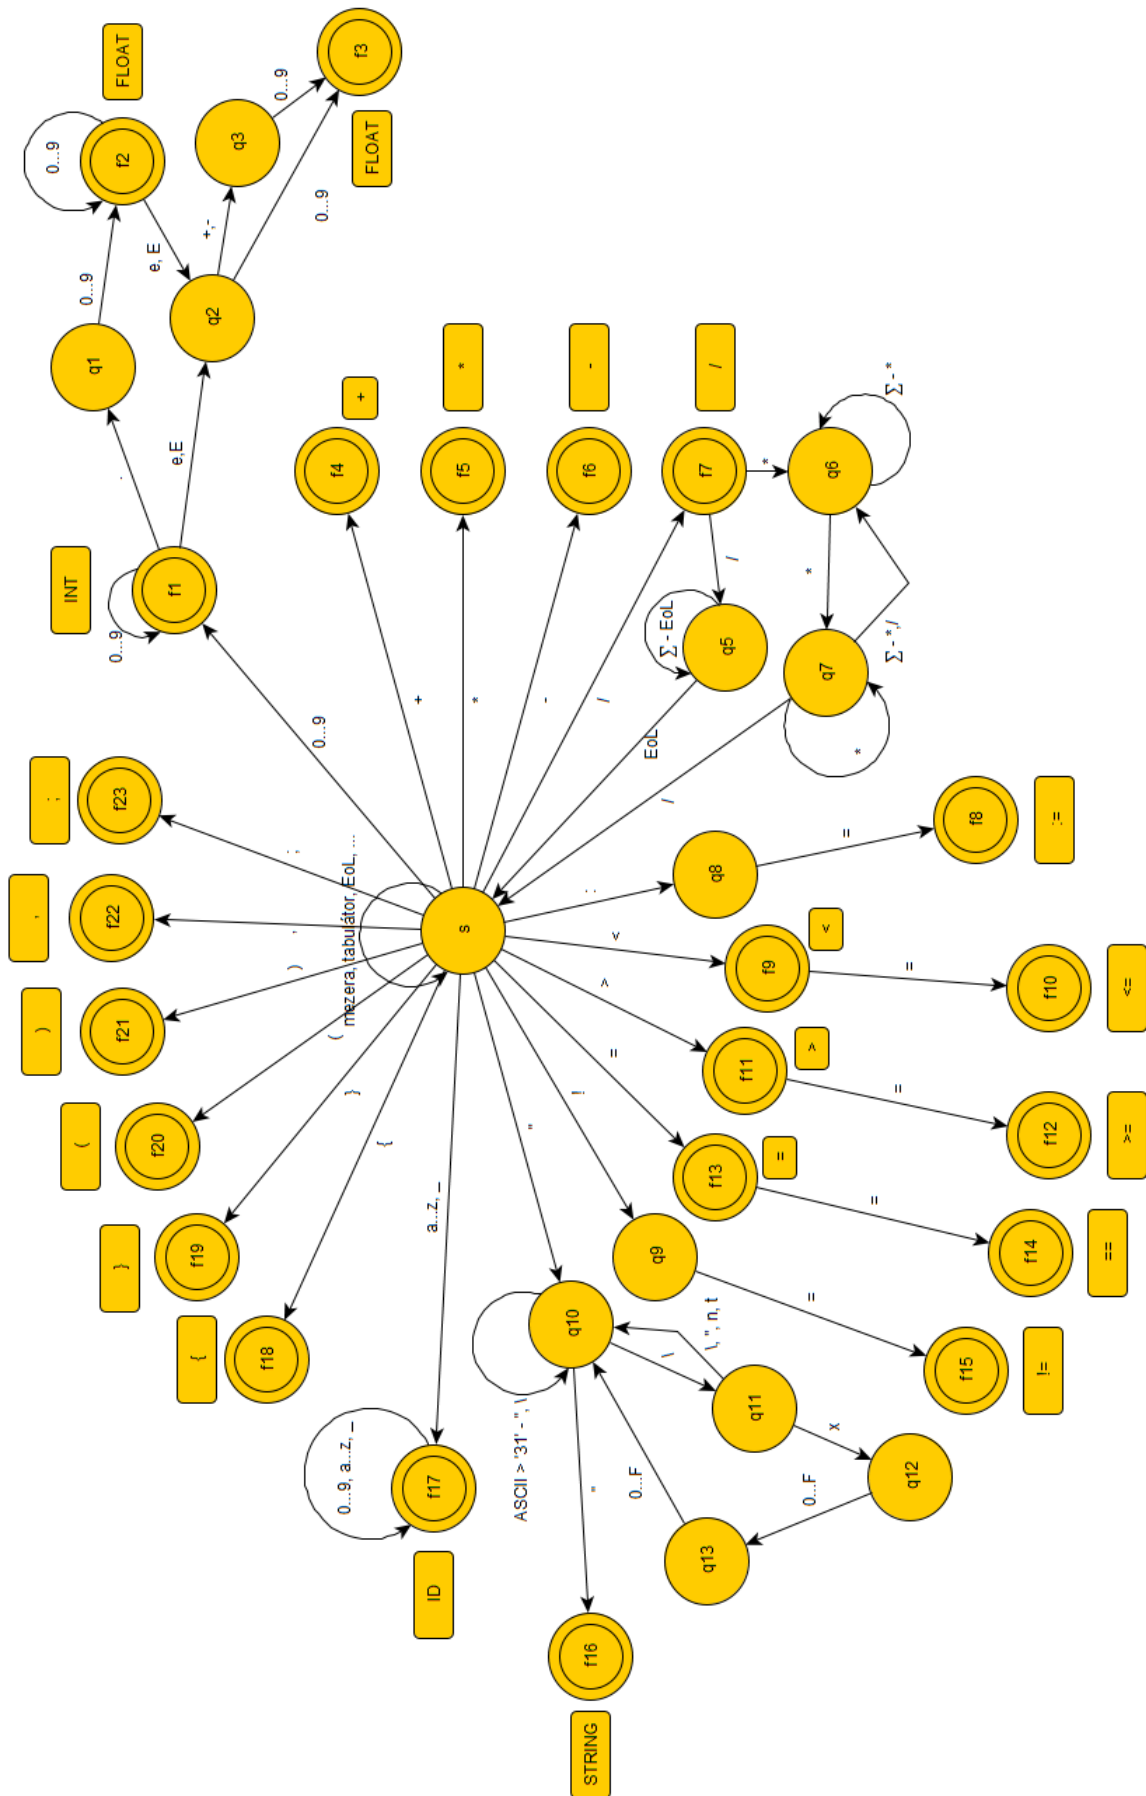 ,
)
;
0...9
(
INT
q1
0...9
}
f22
f21
f23
0...9
f2
FLOAT
f20
.
e, E
{
f19
f1
e,E
q2
+,-
q3
f18
,
)
;
0...9
0...9
(
mezera, tabulátor, EoL, ...
0...9
f3
FLOAT
0...9, a...z, _
}
f4
+
{
+
ID
f17
a...z, _
s
f5
*
*
ASCII > '31' - ", \
"
-
f6
-
STRING
f16
"
q10
!
:
/
0...F
\
=
>
<
EoL
/
Σ - EoL
f7
/
q13
q9
\, ", n, t
f13
f11
q8
q5
/
q11
=
>
f9
<
*
0...F
x
=
=
=
=
q7
*
q6
q12
*
Σ - *,/
Σ - *
f15
f14
f12
f10
f8
!=
==
>=
<=
:=